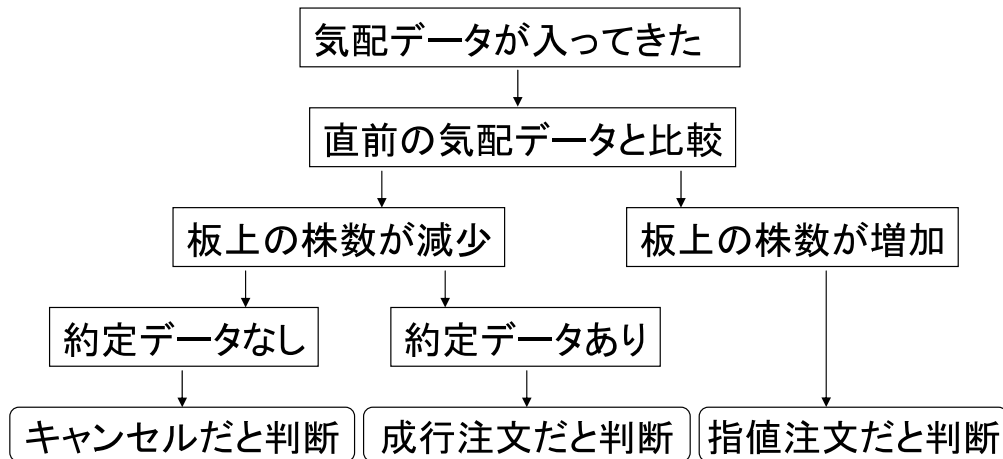 気配データが入ってきた
直前の気配データと比較
板上の株数が減少
板上の株数が増加
約定データなし
約定データあり
キャンセルだと判断
成行注文だと判断
指値注文だと判断